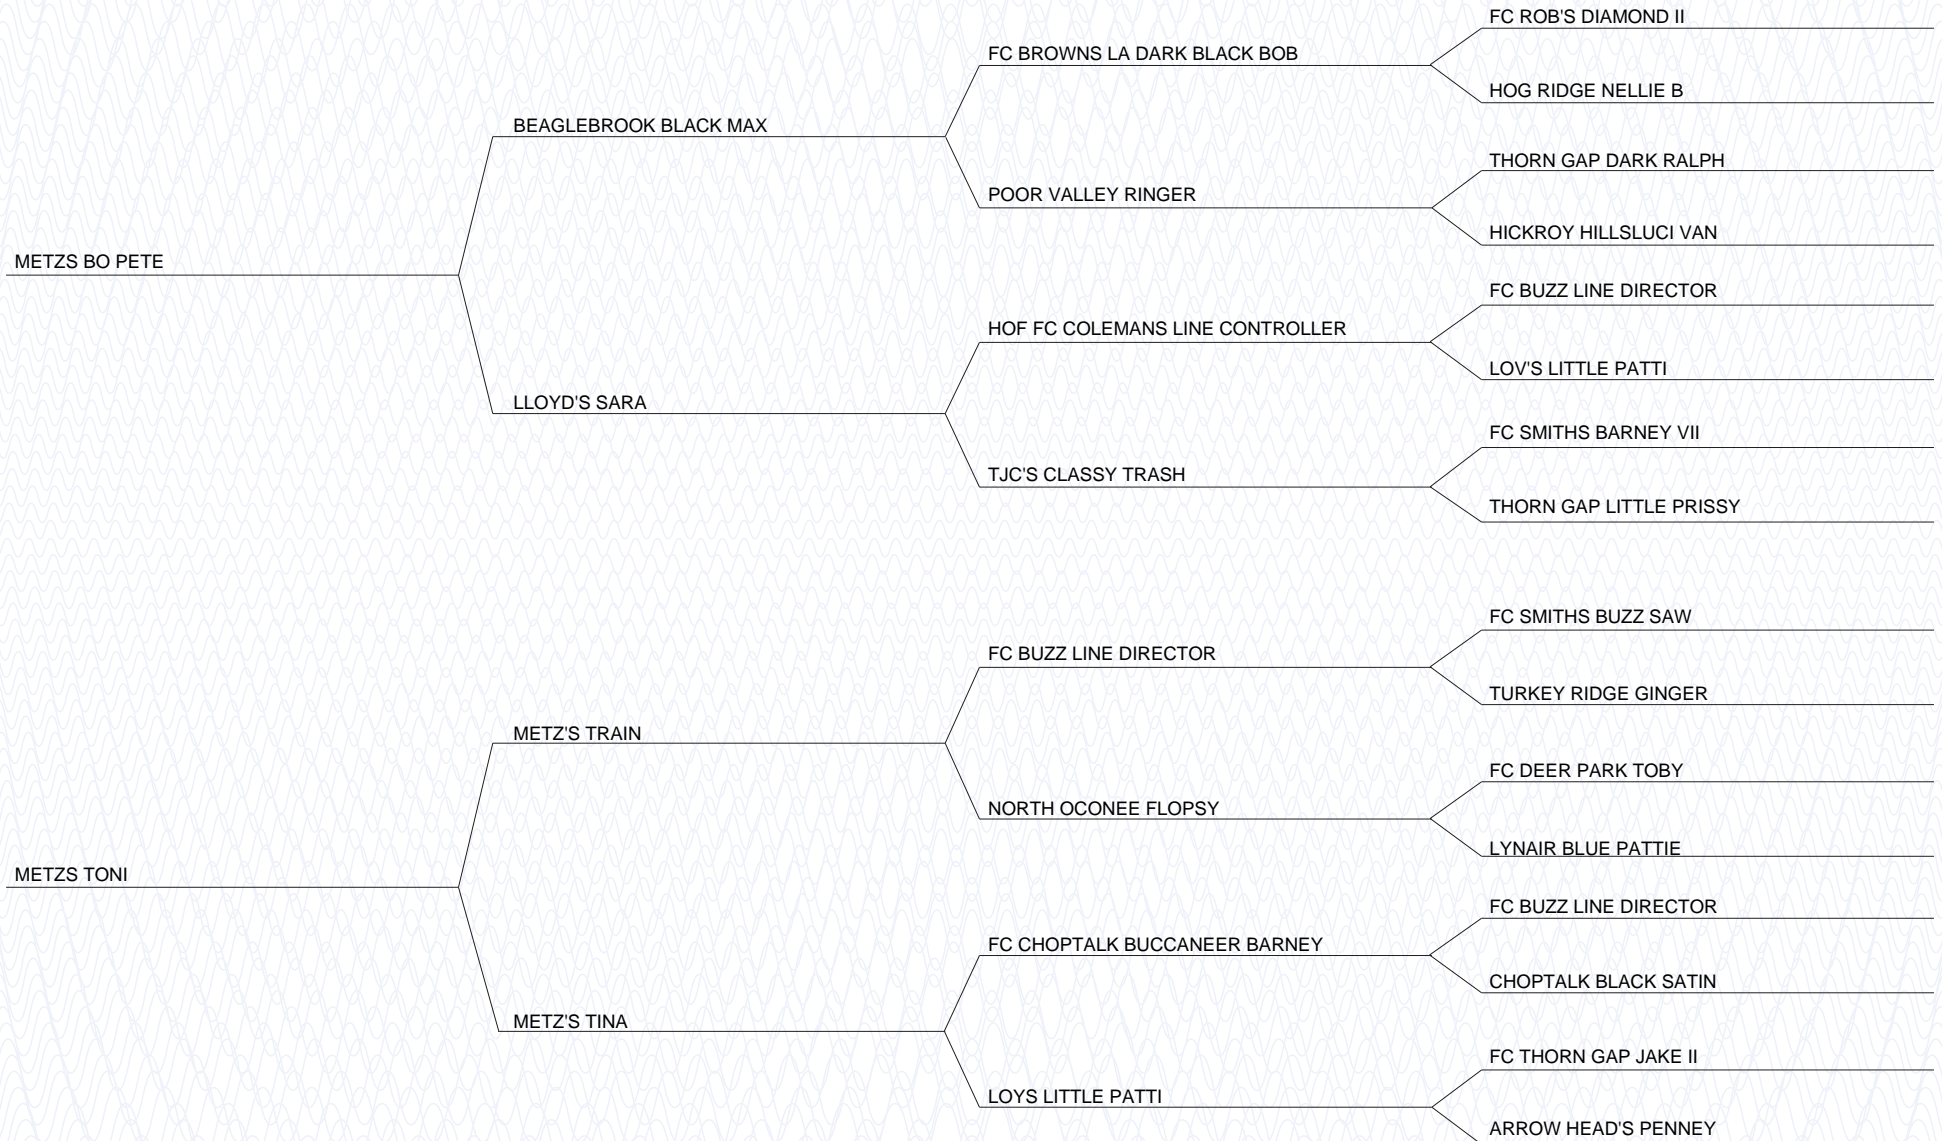 FC ROB'S DIAMOND II
FC BROWNS LA DARK BLACK BOB
HOG RIDGE NELLIE B
BEAGLEBROOK BLACK MAX
THORN GAP DARK RALPH
POOR VALLEY RINGER
HICKROY HILLSLUCI VAN
METZS BO PETE
FC BUZZ LINE DIRECTOR
HOF FC COLEMANS LINE CONTROLLER
LOV'S LITTLE PATTI
LLOYD'S SARA
FC SMITHS BARNEY VII
TJC'S CLASSY TRASH
THORN GAP LITTLE PRISSY
FC SMITHS BUZZ SAW
FC BUZZ LINE DIRECTOR
TURKEY RIDGE GINGER
METZ'S TRAIN
FC DEER PARK TOBY
NORTH OCONEE FLOPSY
LYNAIR BLUE PATTIE
METZS TONI
FC BUZZ LINE DIRECTOR
FC CHOPTALK BUCCANEER BARNEY
CHOPTALK BLACK SATIN
METZ'S TINA
FC THORN GAP JAKE II
LOYS LITTLE PATTI
ARROW HEAD'S PENNEY